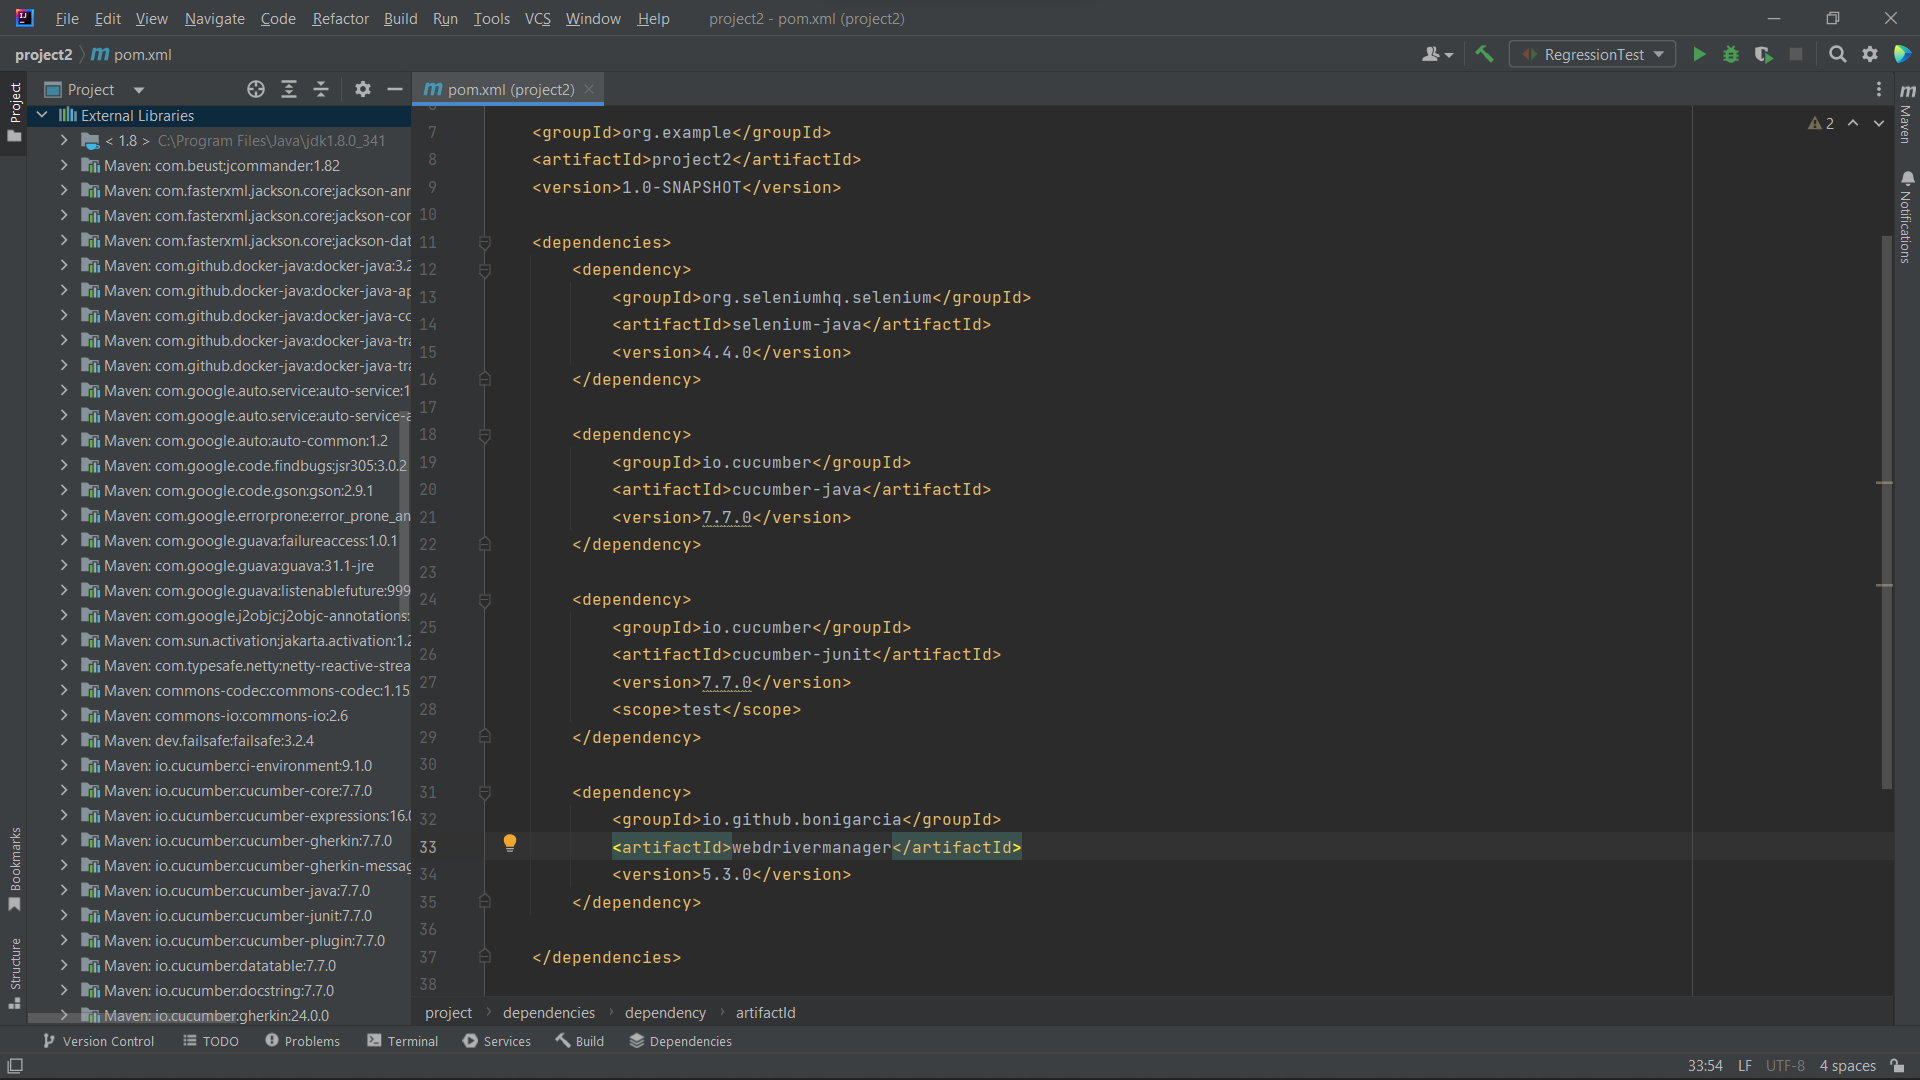 File Edit View Navigate Code Refactor Build Run Tools VCS Window Help project2 - pom.xml (project2)
project2 pom.xml RegressionTest
Project pom.xml (project2)
External Libraries
< 1.8 > C:\Program Files\Java\jdk1.8.0_341
Maven: com.beust:jcommander:1.82
Maven: com.fasterxml.jackson.core:jackson-anr
Maven: com.fasterxml.jackson.core:jackson-cor
Maven: com.fasterxml.jackson.core:jackson-dat
Maven: com.github.docker-java:docker-java:3.2
Maven: com.github.docker-java:docker-java-ap
Maven: com.github.docker-java:docker-java-co
Maven: com.github.docker-java:docker-java-tra
Maven: com.github.docker-java:docker-java-tra
Maven: com.google.auto.service:auto-service:1
Maven: com.google.auto.service:auto-service-a
Maven: com.google.auto:auto-common:1.2
Maven: com.google.code.findbugs:jsr305:3.0.2
Maven: com.google.code.gson:gson:2.9.1
Maven: com.google.errorprone:error_prone_an
Maven: com.google.guava:failureaccess:1.0.1
Maven: com.google.guava:guava:31.1-jre
Maven: com.google.guava:listenablefuture:999
Maven: com.google.j2objc:j2objc-annotations:
Maven: com.sun.activation:jakarta.activation:1.2
Maven: com.typesafe.netty:netty-reactive-strea
Maven: commons-codec:commons-codec:1.15
Maven: commons-io:commons-io:2.6
Maven: dev.failsafe:failsafe:3.2.4
Maven: io.cucumber:ci-environment:9.1.0
Maven: io.cucumber:cucumber-core:7.7.0
Maven: io.cucumber:cucumber-expressions:16.0
Maven: io.cucumber:cucumber-gherkin:7.7.0
Maven: io.cucumber:cucumber-gherkin-messag
Maven: io.cucumber:cucumber-java:7.7.0
Maven: io.cucumber:cucumber-junit:7.7.0
Maven: io.cucumber:cucumber-plugin:7.7.0
Maven: io.cucumber:datatable:7.7.0
Maven: io.cucumber:docstring:7.7.0
Maven: io.cucumber:gherkin:24.0.0
7 <groupId>org.example</groupId>
8 <artifactId>project2</artifactId>
9 <version>1.0-SNAPSHOT</version>
10
11 <dependencies>
12 <dependency>
13 <groupId>org.seleniumhq.selenium</groupId>
14 <artifactId>selenium-java</artifactId>
15 <version>4.4.0</version>
16 </dependency>
17
18 <dependency>
19 <groupId>io.cucumber</groupId>
20 <artifactId>cucumber-java</artifactId>
21 <version>7.7.0</version>
22 </dependency>
23
24 <dependency>
25 <groupId>io.cucumber</groupId>
26 <artifactId>cucumber-junit</artifactId>
27 <version>7.7.0</version>
28 <scope>test</scope>
29 </dependency>
30
31 <dependency>
32 <groupId>io.github.bonigarcia</groupId>
33 <artifactId>webdrivermanager</artifactId>
34 <version>5.3.0</version>
35 </dependency>
36
37 </dependencies>
38
2
project dependencies dependency artifactId
Project
Bookmarks
Structure
Maven
Notifications
Version Control TODO Problems Terminal Services Build Dependencies
33:54 LF UTF-8 4 spaces